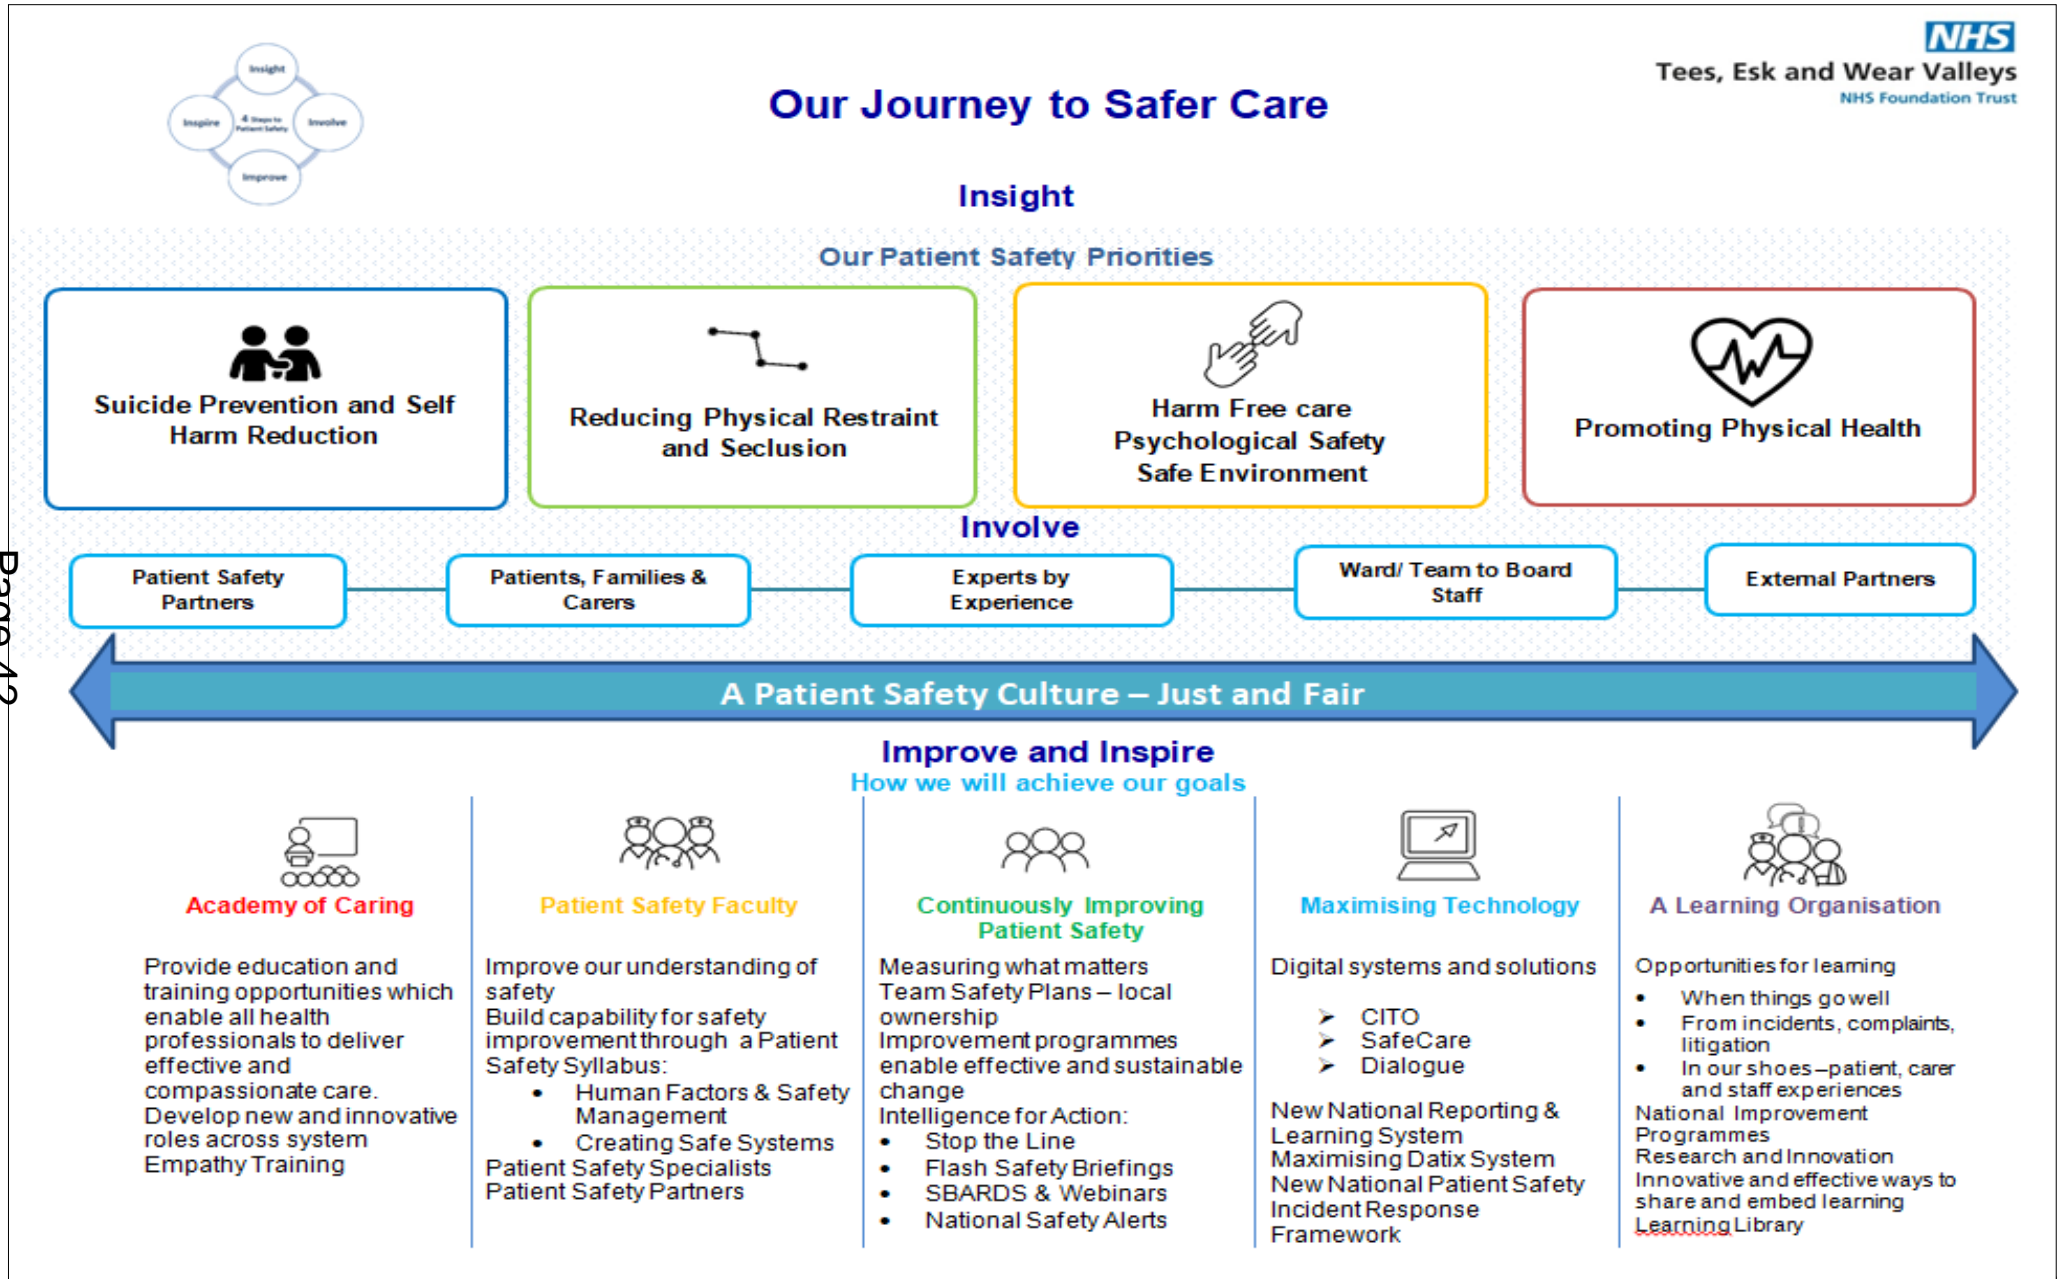 Insight
Inspire
4 Steps to
Patient Safety
Involve
Improve
Our Journey to Safer Care
NHS
Tees, Esk and Wear Valleys
NHS Foundation Trust
Insight
Our Patient Safety Priorities
Suicide Prevention and Self
Harm Reduction
Reducing Physical Restraint
and Seclusion
Harm Free care
Psychological Safety
Safe Environment
Promoting Physical Health
Involve
Patient Safety
Partners
Patients, Families &
Carers
Experts by
Experience
Ward/ Team to Board
Staff
External Partners
Page 42
A Patient Safety Culture – Just and Fair
Improve and Inspire
How we will achieve our goals
Academy of Caring
Provide education and
training opportunities which
enable all health
professionals to deliver
effective and
compassionate care.
Develop new and innovative
roles across system
Empathy Training
Patient Safety Faculty
Improve our understanding of
safety
Build capability for safety
improvement through a Patient
Safety Syllabus:
• Human Factors & Safety
Management
• Creating Safe Systems
Patient Safety Specialists
Patient Safety Partners
Continuously Improving
Patient Safety
Measuring what matters
Team Safety Plans – local
ownership
Improvement programmes
enable effective and sustainable
change
Intelligence for Action:
• Stop the Line
• Flash Safety Briefings
• SBARDS & Webinars
• National Safety Alerts
Maximising Technology
Digital systems and solutions
➢ CITO
➢ SafeCare
➢ Dialogue
New National Reporting &
Learning System
Maximising Datix System
New National Patient Safety
Incident Response
Framework
A Learning Organisation
Opportunities for learning
• When things go well
• From incidents, complaints,
litigation
• In our shoes –patient, carer
and staff experiences
National Improvement
Programmes
Research and Innovation
Innovative and effective ways to
share and embed learning
Learning Library